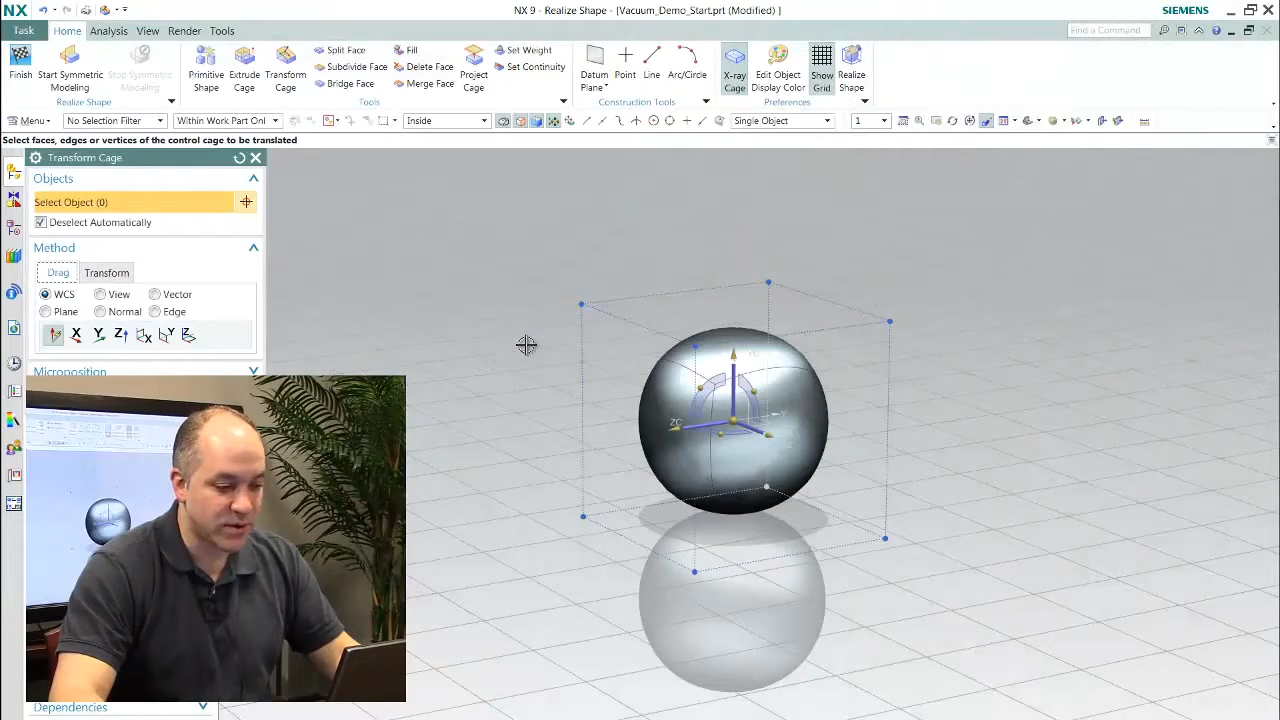 NX
NX 9 - Realize Shape - [Vacuum_Demo_Start.prt (Modified) ]
SIEMENS
Task Home Analysis View Render Tools
Find a Command
Finish
Start Symmetric Modeling
Stop Symmetric Modeling
Realize Shape
Primitive Shape
Extrude Cage
Transform Cage
Split Face
Subdivide Face
Bridge Face
Fill
Delete Face
Merge Face
Project Cage
Set Weight
Set Continuity
Tools
Datum Plane
Point
Line
Arc/Circle
Construction Tools
X-ray Cage
Edit Object Display Color
Show Grid
Realize Shape
Preferences
Menu
No Selection Filter
Within Work Part Onl
Inside
Single Object
1
Select faces, edges or vertices of the control cage to be translated
Transform Cage
Objects
Select Object (0)
Deselect Automatically
Method
Drag Transform
WCS View Vector
Plane Normal Edge
X Y Z X Y Z
Microposition
ZC
YC
Dependencies